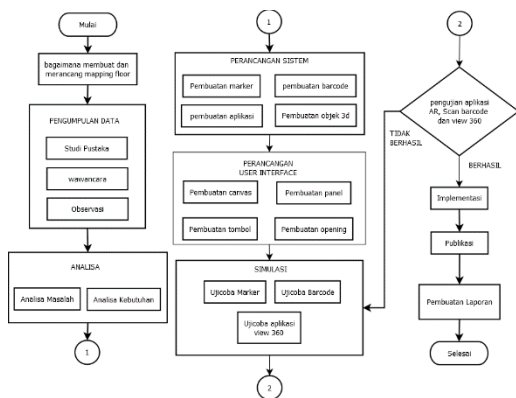 Mulai
bagaimana membuat dan
merancang mapping floor
PENGUMPULAN DATA
Studi Pustaka
wawancara
Observasi
ANALISA
Analisa Masalah
Analisa Kebutukan
1
1
PERANCANGAN SISTEM
Pembuatan marker
pembuatan barcode
pembuatan aplikasi
Pembuatan objek 3d
PERANCANGAN
USER INTERFACE
Pembuatan canvas
Pembuatan panel
Pembuatan tombol
Pembuatan opening
SIMULASI
Ujicoba Marker
Ujicoba Barcode
Ujicoba aplikasi
view 360
2
2
pengujian aplikasi
AR, Scan barcode
dan view 360
TIDAK
BERHASIL
BERHASIL
Implementasi
Publikasi
Pembuatan Laporan
Selesai